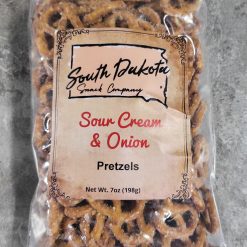 South Dakota
Snack Company
Sour Cream
& Onion
Pretzels
Net Wt. 7oz (198g)